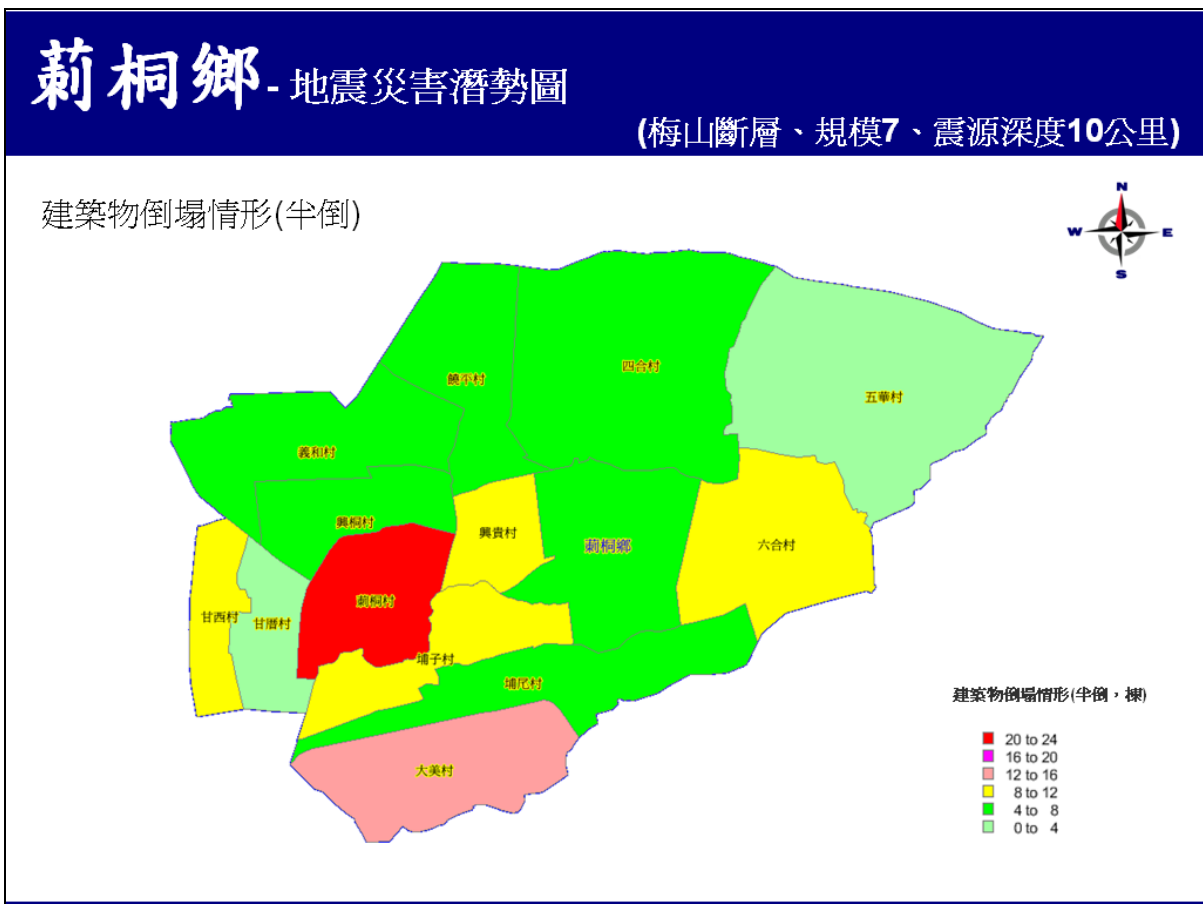 莿桐鄉- 地震災害潛勢圖
(梅山斷層、規模7、震源深度10公里)
建築物倒塌情形(半倒)
N
W E
S
四合村
饒平村
五華村
義和村
興桐村
興貴村
莿桐鄉
六合村
莿桐村
甘西村
甘厝村
埔子村
埔尾村
大美村
建築物倒塌情形(半倒，棟)
20 to 24
16 to 20
12 to 16
8 to 12
4 to 8
0 to 4